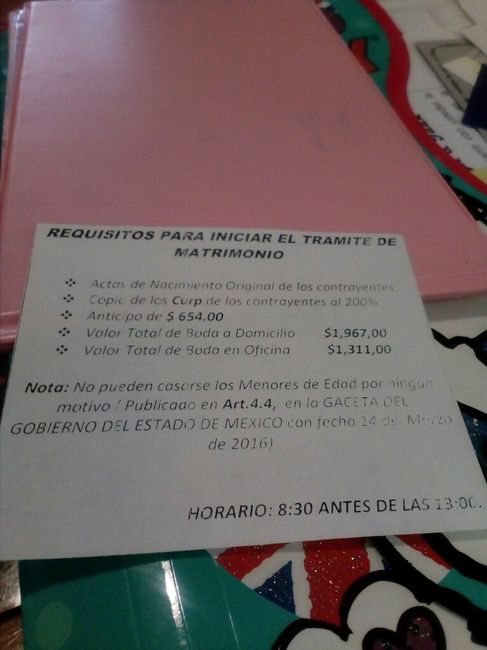 REQUISITOS PARA INICIAR EL TRAMITE DE
MATRIMONIO
❖ Actas de Nacimiento Original de los contrayentes
❖ Copia de los Curp de los contrayentes al 200%
❖ Anticipo de $ 654.00
❖ Valor Total de Boda a Domicilio $1,967,00
❖ Valor Total de Boda en Oficina $1,311,00
Nota: No pueden casarse los Menores de Edad por ningun
motivo ( Publicado en Art.4.4, en la GACETA DEL
GOBIERNO DEL ESTADO DE MEXICO con fecha 14 de Marzo
de 2016)
HORARIO: 8:30 ANTES DE LAS 13:00.